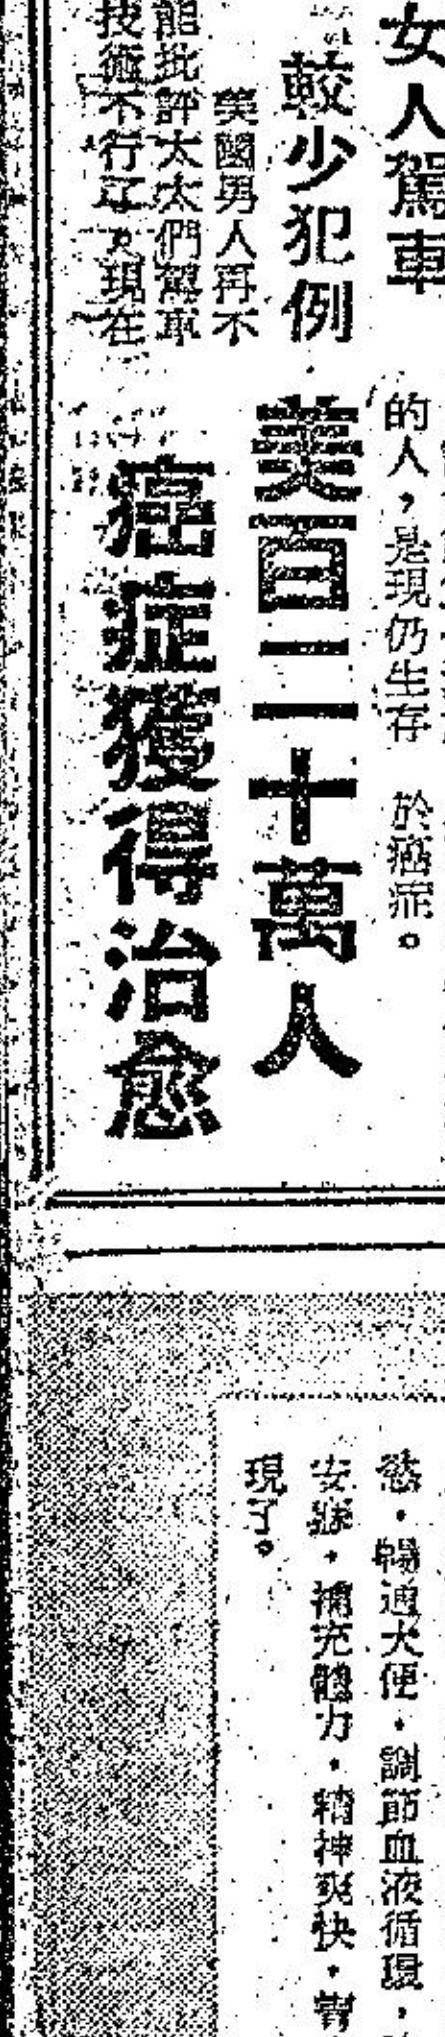 女人駕車
較少犯例
美國男人再不
能批評太太們駕車
技術不行了現在
的人，是現仍生存 於癌症。
美百二十萬人
癌症獲得治愈
慾，暢通大便，調節血液循環，
安睡，補充體力，精神爽快，
現了。